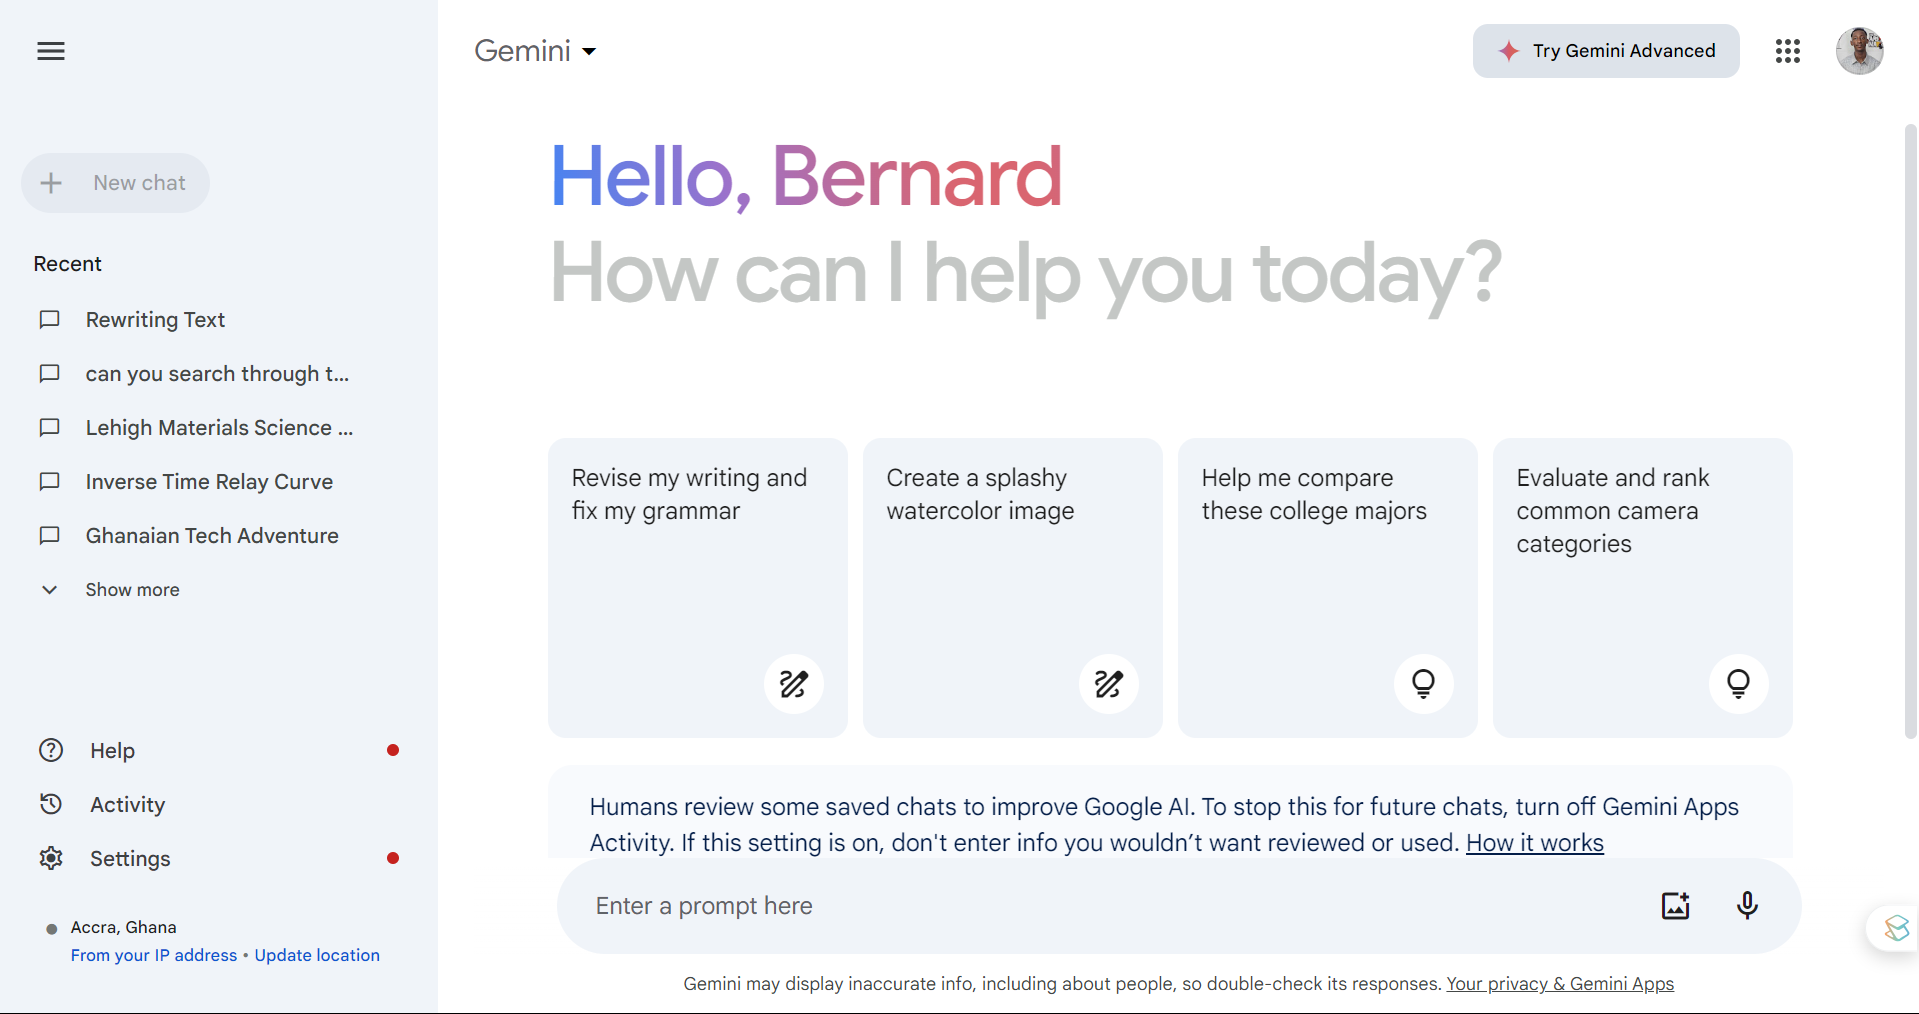 Gemini
Try Gemini Advanced
New chat
Recent
Rewriting Text
can you search through t...
Lehigh Materials Science ...
Inverse Time Relay Curve
Ghanaian Tech Adventure
Show more
Help
Activity
Settings
Accra, Ghana
From your IP address • Update location
Hello, Bernard
How can I help you today?
Revise my writing and
fix my grammar
Create a splashy
watercolor image
Help me compare
these college majors
Evaluate and rank
common camera
categories
Humans review some saved chats to improve Google AI. To stop this for future chats, turn off Gemini Apps
Activity. If this setting is on, don't enter info you wouldn’t want reviewed or used. How it works
Enter a prompt here
Gemini may display inaccurate info, including about people, so double-check its responses. Your privacy & Gemini Apps